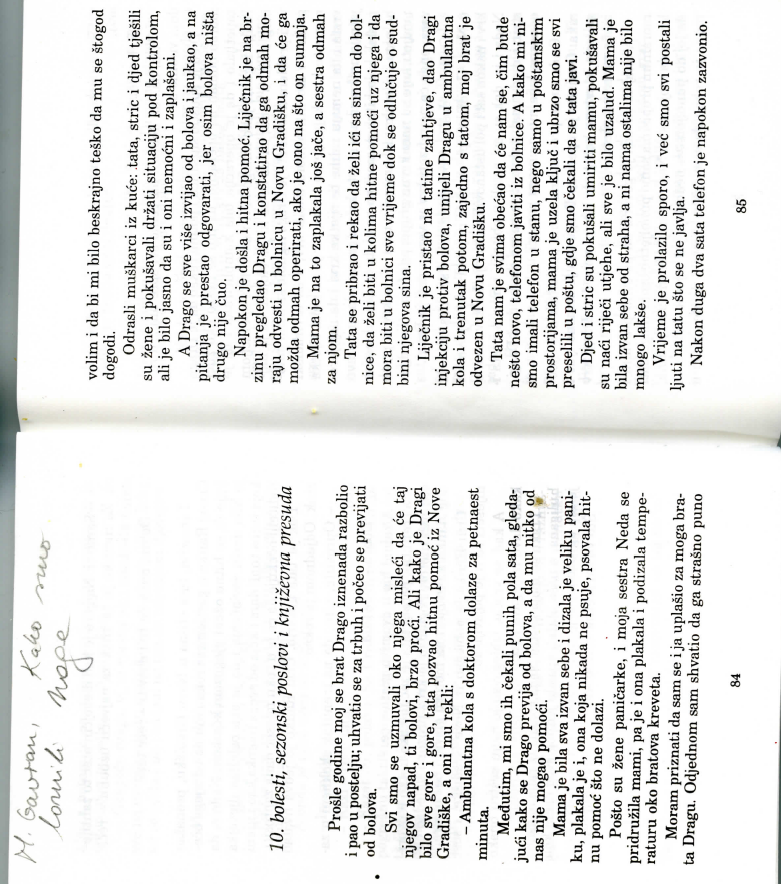 M. Gavran, Kako smo
lomili noge
10. bolesti, sezonski poslovi i književna presuda
Prošle godine moj se brat Drago iznenada razbolio
i pao u postelju; uhvatio se za trbuh i počeo se previjati
od bolova.
Svi smo se uzmuvali oko njega misleći da će taj
njegov napad, ti bolovi, brzo proći. Ali kako je Dragi
bilo sve gore i gore, tata pozvao hitnu pomoć iz Nove
Gradiške, a oni mu rekli:
– Ambulantna kola s doktorom dolaze za petnaest
minuta.
Međutim, mi smo ih čekali punih pola sata, gleda-
jući kako se Drago previja od bolova, a da mu nitko od
nas nije mogao pomoći.
Mama je bila sva izvan sebe i dizala je veliku pani-
ku, plakala je i, ona koja nikada ne psuje, psovala hit-
nu pomoć što ne dolazi.
Pošto su žene paničarke, i moja sestra Neda se
pridružila mami, pa je i ona plakala i podizala tempe-
raturu oko bratova kreveta.
Moram priznati da sam se i ja uplašio za moga bra-
ta Dragu. Odjednom sam shvatio da ga strašno puno
84
volim i da bi mi bilo beskrajno teško da mu se štogod
dogodi.
Odrasli muškarci iz kuće: tata, stric i djed tješili
su žene i pokušavali držati situaciju pod kontrolom,
ali je bilo jasno da su i oni nemoćni i zaplašeni.
A Drago se sve više izvijao od bolova i jaukao, a na
pitanja je prestao odgovarati, jer osim bolova ništa
drugo nije čuo.
Napokon je došla i hitna pomoć. Liječnik je na br-
zinu pregledao Dragu i konstatirao da ga odmah mo-
raju odvesti u bolnicu u Novu Gradišku, i da će ga
možda odmah operirati, ako je ono na što on sumnja.
Mama je na to zaplakala još jače, a sestra odmah
za njom.
Tata se pribrao i rekao da želi ići sa sinom do bol-
nice, da želi biti u kolima hitne pomoći uz njega i da
mora biti u bolnici sve vrijeme dok se odlučuje o sud-
bini njegova sina.
Liječnik je pristao na tatine zahtjeve, dao Dragi
injekciju protiv bolova, unijeli Dragu u ambulantna
kola i trenutak potom, zajedno s tatom, moj brat je
odvezen u Novu Gradišku.
Tata nam je svima obećao da će nam se, čim bude
nešto novo, telefonom javiti iz bolnice. A kako mi ni-
smo imali telefon u stanu, nego samo u poštanskim
prostorijama, mama je uzela ključ i ubrzo smo se svi
preselili u poštu, gdje smo čekali da se tata javi.
Djed i stric su pokušali umiriti mamu, pokušavali
su naći riječi utjehe, ali sve je bilo uzalud. Mama je
bila izvan sebe od straha, a ni nama ostalima nije bilo
mnogo lakše.
Vrijeme je prolazilo sporo, i već smo svi postali
ljuti na tatu što se ne javlja.
Nakon duga dva sata telefon je napokon zazvonio.
85